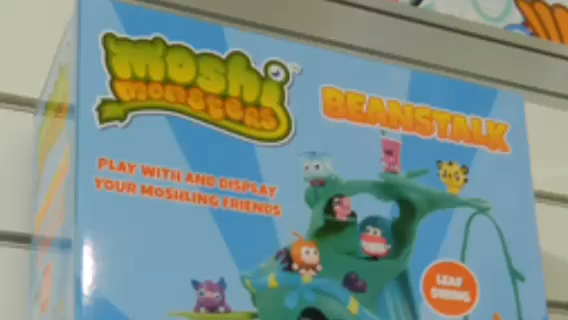 moshi
monsters
BEANSTALK
PLAY WITH AND DISPLAY
YOUR MOSHLING FRIENDS
LEAF
SWING